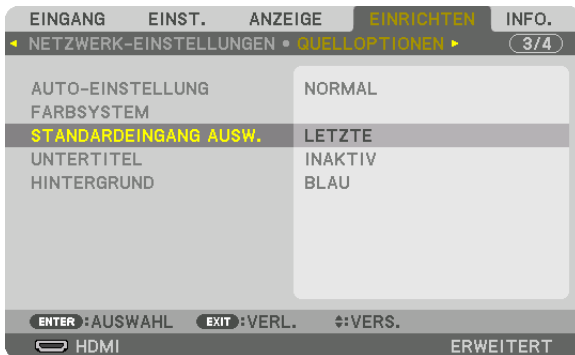 EINGANG EINST. ANZEIGE EINRICHTEN INFO.
◄ NETZWERK-EINSTELLUNGEN • QUELLOPTIONEN ► 3/4
AUTO-EINSTELLUNG NORMAL
FARBSYSTEM
STANDARDEINGANG AUSW. LETZTE
UNTERTITEL INAKTIV
HINTERGRUND BLAU
ENTER :AUSWAHL EXIT :VERL. ♦:VERS.
HDMI ERWEITERT